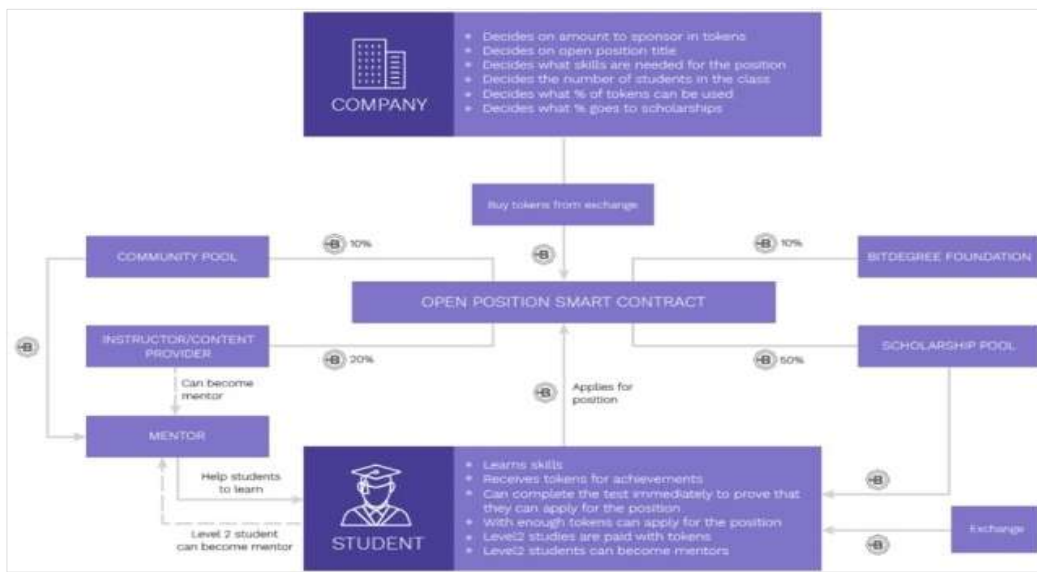 Decides on amount to sponsor in tokens
Decides on open position title
Decides what skills are needed for the position
Decides the number of students in the class
Decides what % of tokens can be used
Decides what % goes to scholarships
COMPANY
Buy tokens from exchange
B 10%
B 10%
COMMUNITY POOL
B
BITDEGREE FOUNDATION
OPEN POSITION SMART CONTRACT
INSTRUCTOR/CONTENT
PROVIDER
SCHOLARSHIP POOL
B
B 20%
B 50%
Can become
mentor
B
Applies for
position
MENTOR
Help students
to learn
Learns skills
Receives tokens for achievements
Can complete the test immediately to prove that
they can apply for the position
With enough tokens can apply for the position
Level2 studies are paid with tokens
Level2 students can become mentors
STUDENT
B
Exchange
B
Level 2 student
can become mentor